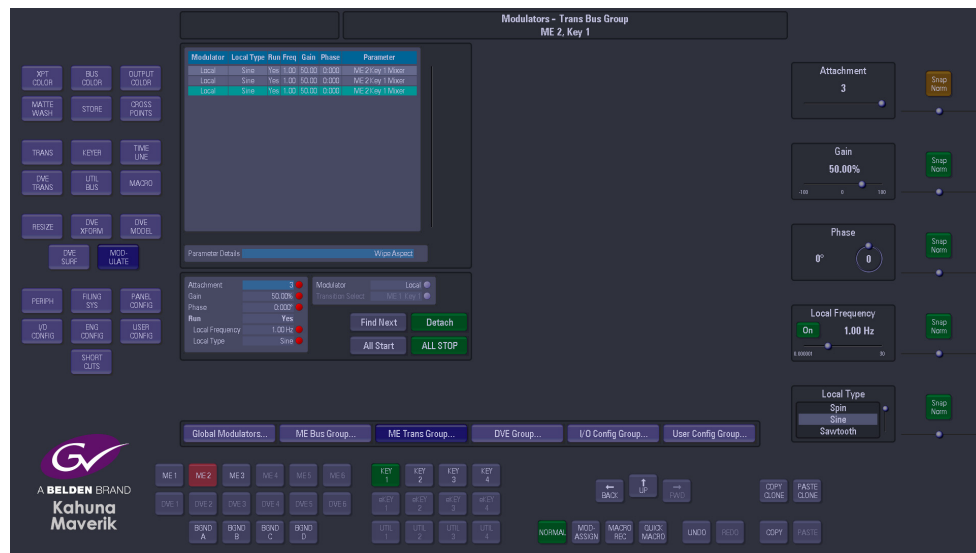 Modulators - Trans Bus Group
ME 2, Key 1
Modulator Local Type Run Freq Gain Phase Parameter
Local Sine Yes 1.00 50.00 0:000 ME 2 Key 1 Mixer
Local Sine Yes 1.00 50.00 0:000 ME 2 Key 1 Mixer
Local Sine Yes 1.00 50.00 0:000 ME 2 Key 1 Mixer
Parameter Details Wipe Aspect
Attachment 3
Gain 50.00%
Phase 0:000°
Run Yes
Local Frequency 1.00 Hz
Local Type Sine
Modulator Local
Transition Select ME 1, Key 1
Find Next Detach
All Start ALL STOP
XPT COLOR
BUS COLOR
OUTPUT COLOR
MATTE WASH
STORE
CROSS POINTS
TRANS
KEYER
TIME LINE
DVE TRANS
UTIL BUS
MACRO
RESIZE
DVE XFORM
DVE MODEL
DVE SURF
MOD- ULATE
PERIPH
FILING SYS
PANEL CONFIG
I/O CONFIG
ENG CONFIG
USER CONFIG
SHORT CUTS
Attachment
3
Snap Norm
Gain
50.00%
-100 0 100
Snap Norm
Phase
0° 0
Snap Norm
Local Frequency
On 1.00 Hz
0.000001 30
Snap Norm
Local Type
Spin
Sine
Sawtooth
Snap Norm
Global Modulators... ME Bus Group... ME Trans Group... DVE Group... I/O Config Group... User Config Group...
GV
A BELDEN BRAND
Kahuna
Maverik
ME 1 ME 2 ME 3 ME 4 ME 5 ME 6
DVE 1 DVE 2 DVE 3 DVE 4 DVE 5 DVE 6
BGND A BGND B BGND C BGND D
KEY 1 KEY 2 KEY 3 KEY 4
eKEY 1 eKEY 2 eKEY 3 eKEY 4
UTIL 1 UTIL 2 UTIL 3 UTIL 4
BACK UP FWD
NORMAL MOD- ASSIGN MACRO REC QUICK MACRO UNDO REDO
COPY CLONE PASTE CLONE
COPY PASTE